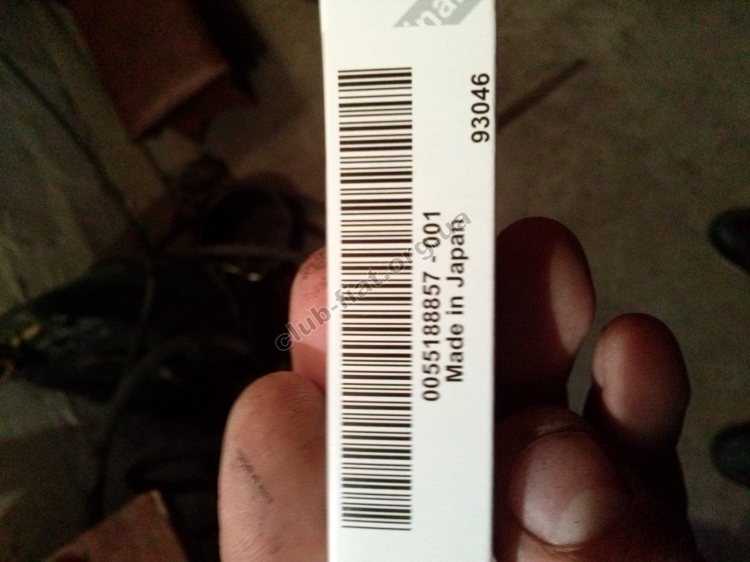 93046
0055188857 -001
Made in Japan
club-fiat.org.ua